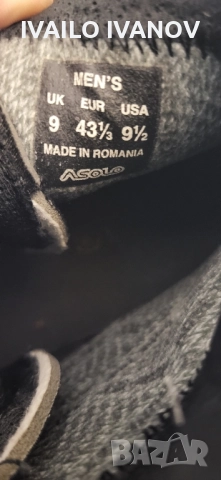 IVAILO IVANOV
MEN'S
UK EUR USA
9 43⅓ 9½
MADE IN ROMANIA
ASOLO
BAZAR